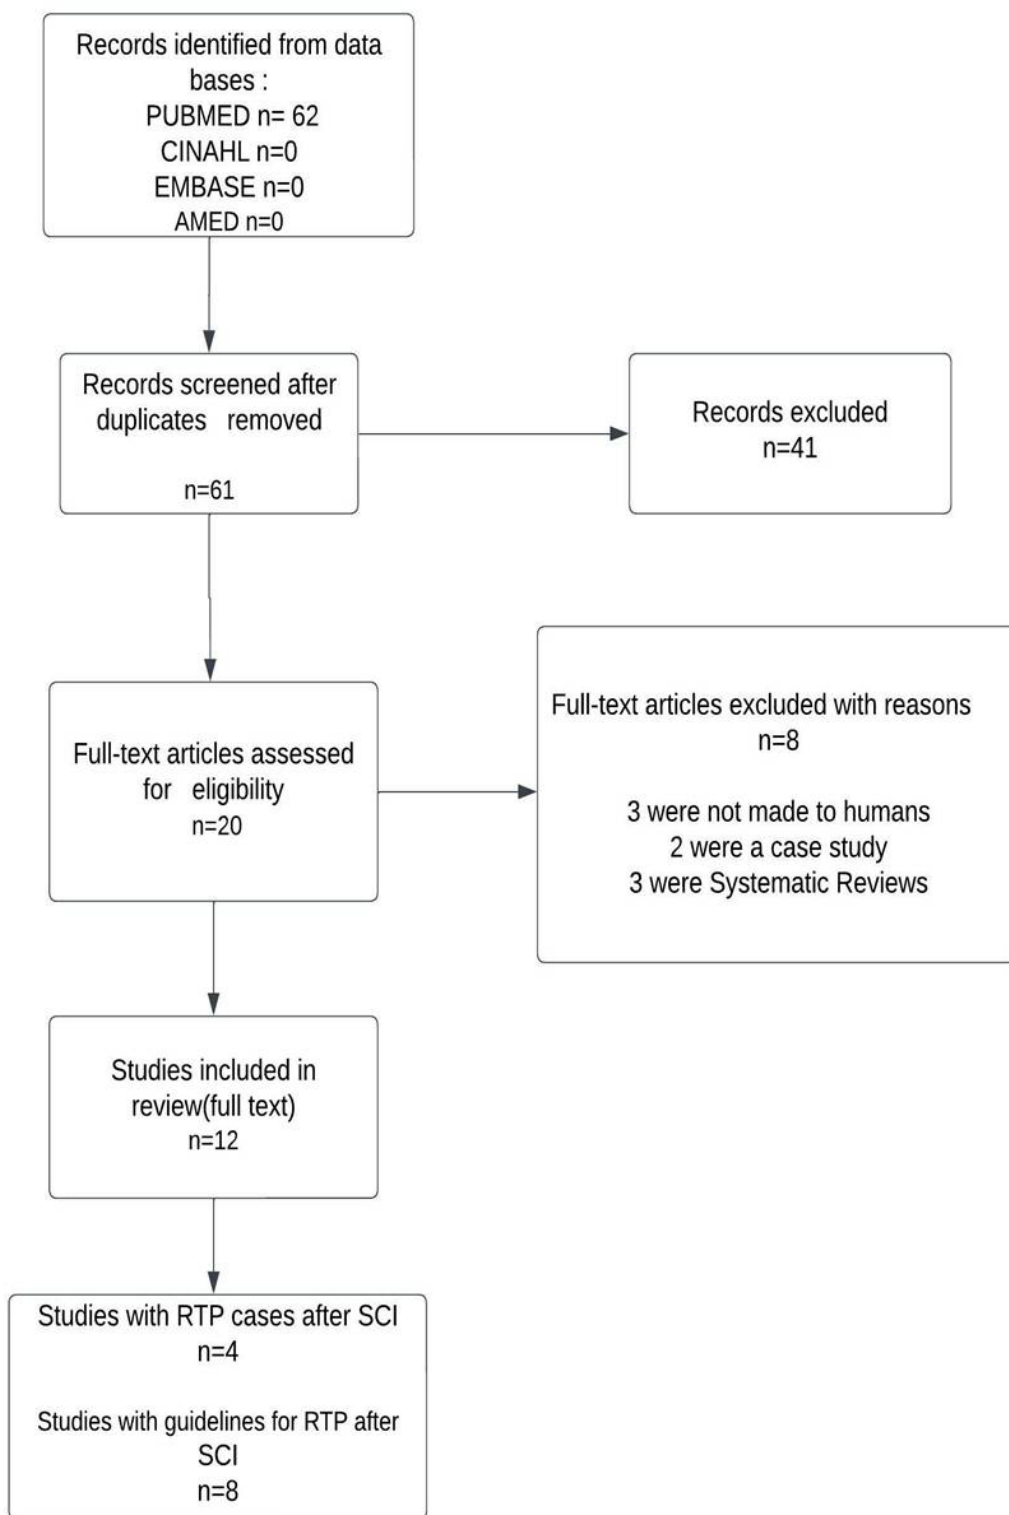 Records identified from data
bases :
PUBMED n= 62
CINAHL n=0
EMBASE n=0
AMED n=0
Records screened after
duplicates removed
n=61
Records excluded
n=41
Full-text articles assessed
for eligibility
n=20
Full-text articles excluded with reasons
n=8
3 were not made to humans
2 were a case study
3 were Systematic Reviews
Studies included in
review(full text)
n=12
Studies with RTP cases after SCI
n=4
Studies with guidelines for RTP after
SCI
n=8